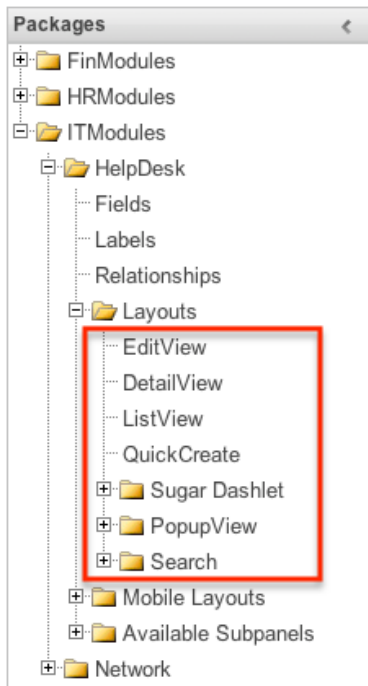 Packages
FinModules
HRModules
ITModules
HelpDesk
Fields
Labels
Relationships
Layouts
EditView
DetailView
ListView
QuickCreate
Sugar Dashlet
PopupView
Search
Mobile Layouts
Available Subpanels
Network